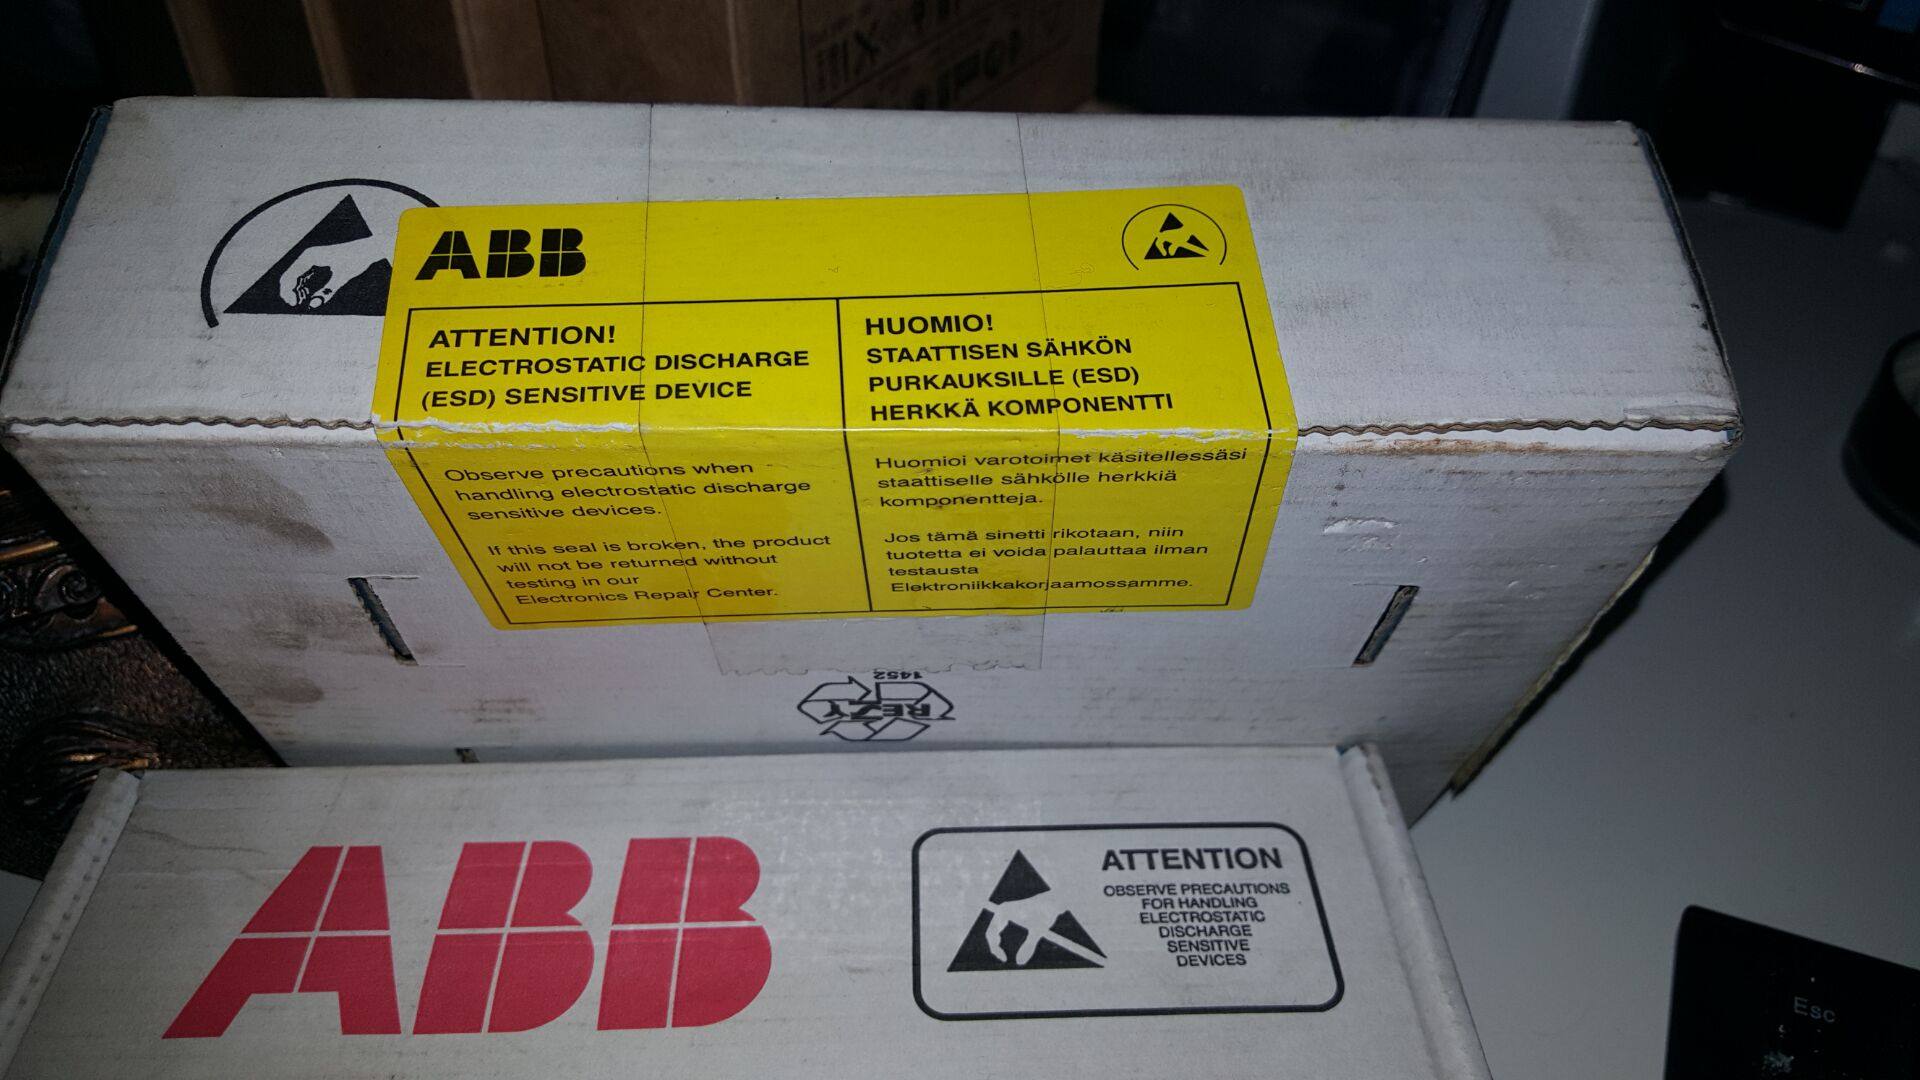 ABB
ATTENTION!
ELECTROSTATIC DISCHARGE
(ESD) SENSITIVE DEVICE
Observe precautions when
handling electrostatic discharge
sensitive devices.
If this seal is broken, the product
will not be returned without
testing in our
Electronics Repair Center.
HUOMIO!
STAATTISEN SÄHKÖN
PURKAUKSILLE (ESD)
HERKKÄ KOMPONENTTI
Huomioi varotoimet käsitellessäsi
staattiselle sähkölle herkkiä
komponentteja.
Jos tämä sinetti rikotaan, niin
tuotetta ei voida palauttaa ilman
testausta
Elektroniikkakorjaamossamme.
1452
REZY
ABB
ATTENTION
OBSERVE PRECAUTIONS
FOR HANDLING
ELECTROSTATIC
DISCHARGE
SENSITIVE
DEVICES
Esc